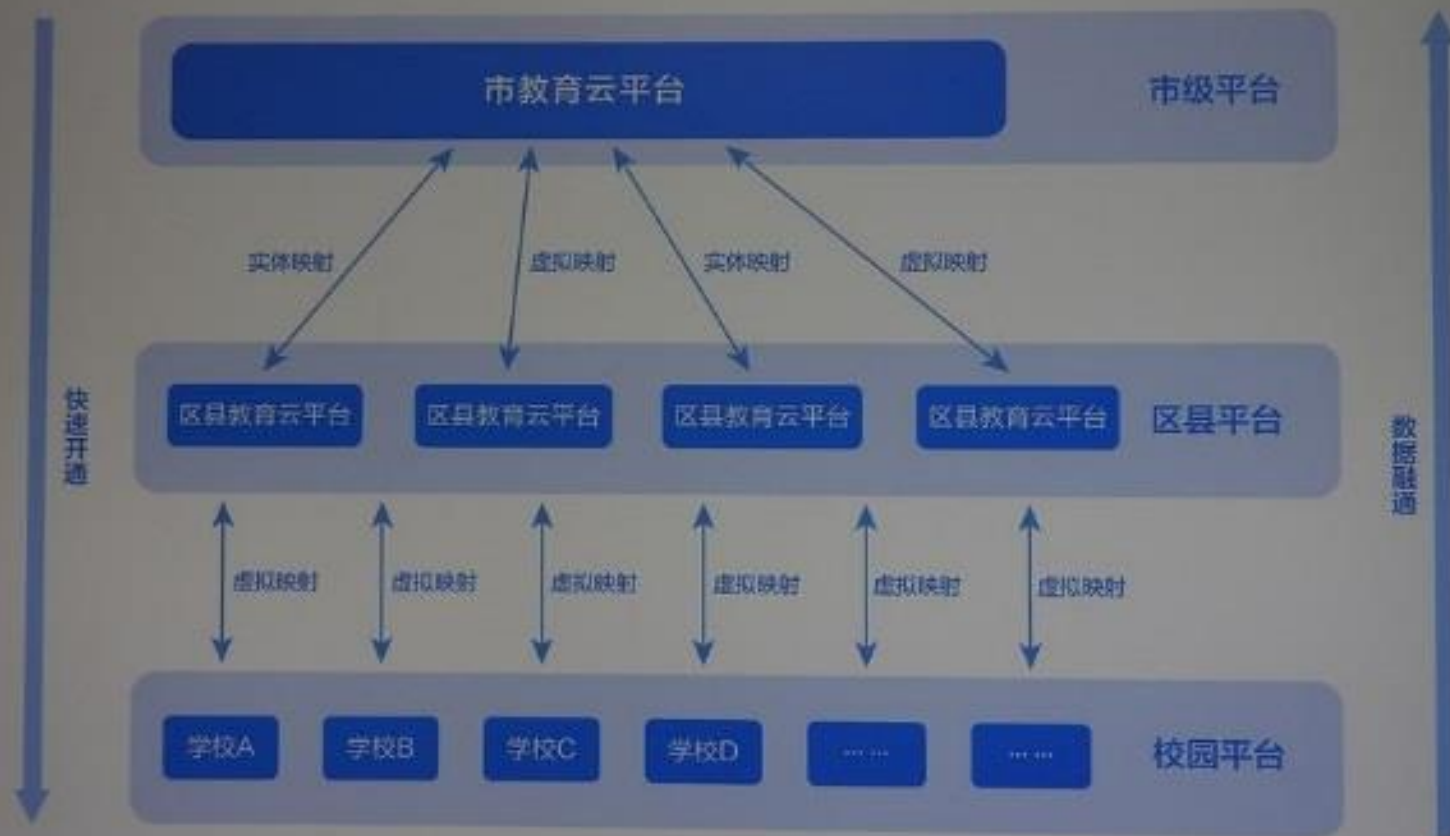 市教育云平台
市级平台
实体映射
虚拟映射
实体映射
虚拟映射
快速开通
区县教育云平台
区县教育云平台
区县教育云平台
区县教育云平台
区县平台
数据融通
虚拟映射
虚拟映射
虚拟映射
虚拟映射
虚拟映射
虚拟映射
学校A
学校B
学校C
学校D
... ...
... ...
校园平台